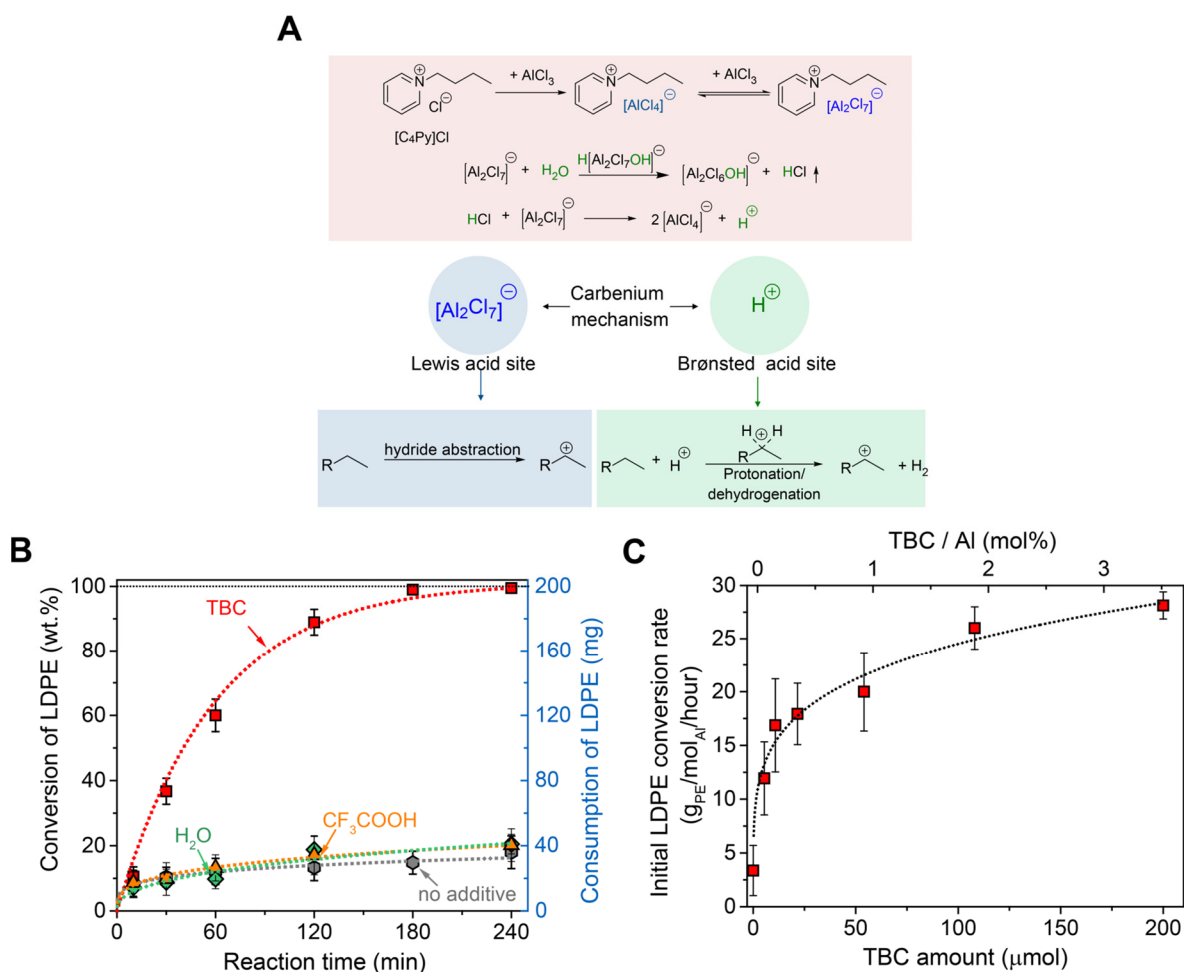 A
+ AlCl₃
+ AlCl₃
N⊕
Cl⊖
[C₄Py]Cl
N⊕
[AlCl₄]⊖
N⊕
[Al₂Cl₇]⊖
[Al₂Cl₇]⊖ + H₂O H[Al₂Cl₇OH]⊖ [Al₂Cl₆OH]⊖ + HCl
HCl + [Al₂Cl₇]⊖ 2 [AlCl₄]⊖ + H⊕
[Al₂Cl₇]⊖
Carbenium
mechanism
H⊕
Lewis acid site
Brønsted acid site
R
hydride abstraction
R ⊕
R + H⊕
H ⊕ H
R
Protonation/
dehydrogenation
R ⊕ + H₂
B
Conversion of LDPE (wt.%)
100
80
60
40
20
0
TBC
H₂O
CF₃COOH
no additive
200
160
120
80
40
0
Consumption of LDPE (mg)
0 60 120 180 240
Reaction time (min)
C
TBC / Al (mol%)
0 1 2 3
Initial LDPE conversion rate
(g_PE/mol_Al/hour)
30
25
20
15
10
5
0
0 50 100 150 200
TBC amount (μmol)